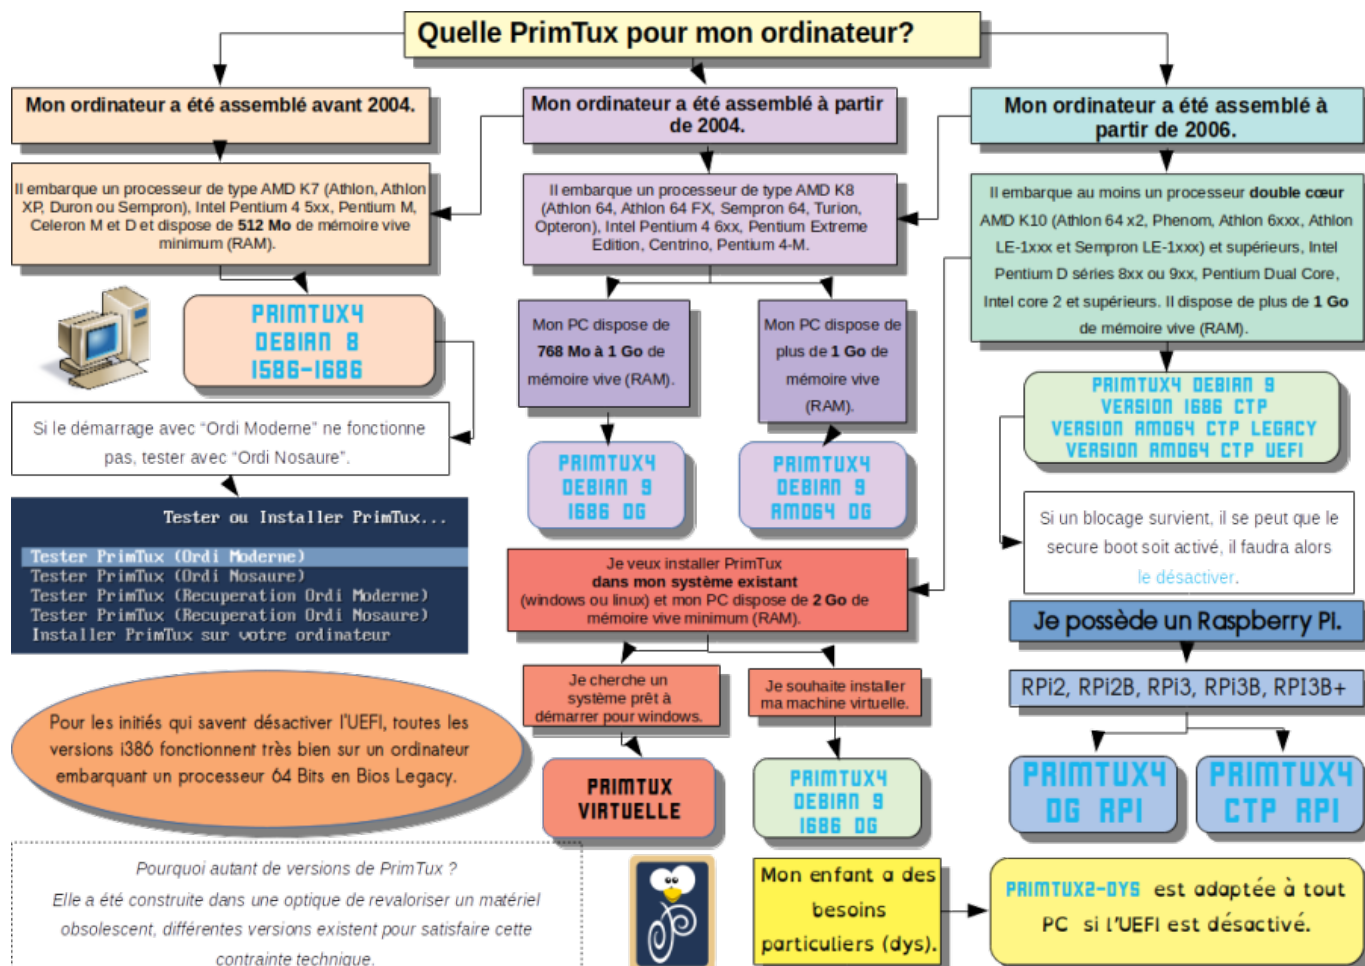 Quelle PrimTux pour mon ordinateur?
Mon ordinateur a été assemblé avant 2004.
Il embarque un processeur de type AMD K7 (Athlon, Athlon
XP, Duron ou Sempron), Intel Pentium 4 5xx, Pentium M,
Celeron M et D et dispose de 512 Mo de mémoire vive
minimum (RAM).
PRIMTUX4
DEBIAN 8
I586-I686
Si le démarrage avec “Ordi Moderne” ne fonctionne
pas, tester avec “Ordi Nosaure”.
Tester ou Installer PrimTux...
Tester PrimTux (Ordi Moderne)
Tester PrimTux (Ordi Nosaure)
Tester PrimTux (Recuperation Ordi Moderne)
Tester PrimTux (Recuperation Ordi Nosaure)
Installer PrimTux sur votre ordinateur
Pour les initiés qui savent désactiver l'UEFI, toutes les
versions i386 fonctionnent très bien sur un ordinateur
embarquant un processeur 64 Bits en Bios Legacy.
Pourquoi autant de versions de PrimTux ?
Elle a été construite dans une optique de revaloriser un matériel
obsolescent, différentes versions existent pour satisfaire cette
contrainte technique.
Mon ordinateur a été assemblé à partir
de 2004.
Il embarque un processeur de type AMD K8
(Athlon 64, Athlon 64 FX, Sempron 64, Turion,
Opteron), Intel Pentium 4 6xx, Pentium Extreme
Edition, Centrino, Pentium 4-M.
Mon PC dispose de
768 Mo à 1 Go de
mémoire vive (RAM).
PRIMTUX4
DEBIAN 9
I686 DG
Mon PC dispose de
plus de 1 Go de
mémoire vive
(RAM).
PRIMTUX4
DEBIAN 9
AMD64 DG
Je veux installer PrimTux
dans mon système existant
(windows ou linux) et mon PC dispose de 2 Go de
mémoire vive minimum (RAM).
Je cherche un
système prêt à
démarrer pour windows.
PRIMTUX
VIRTUELLE
Je souhaite installer
ma machine virtuelle.
PRIMTUX4
DEBIAN 9
I686 DG
Mon ordinateur a été assemblé à
partir de 2006.
Il embarque au moins un processeur double cœur
AMD K10 (Athlon 64 x2, Phenom, Athlon 6xxx, Athlon
LE-1xxx et Sempron LE-1xxx) et supérieurs, Intel
Pentium D séries 8xx ou 9xx, Pentium Dual Core,
Intel core 2 et supérieurs. Il dispose de plus de 1 Go
de mémoire vive (RAM).
PRIMTUX4 DEBIAN 9
VERSION I686 CTP
VERSION AMD64 CTP LEGACY
VERSION AMD64 CTP UEFI
Si un blocage survient, il se peut que le
secure boot soit activé, il faudra alors
le désactiver.
Je possède un Raspberry PI.
RPi2, RPi2B, RPi3, RPi3B, RPI3B+
PRIMTUX4
DG RPI
PRIMTUX4
CTP RPI
Mon enfant a des
besoins
particuliers (dys).
PRIMTUX2-DYS est adaptée à tout
PC si l'UEFI est désactivé.